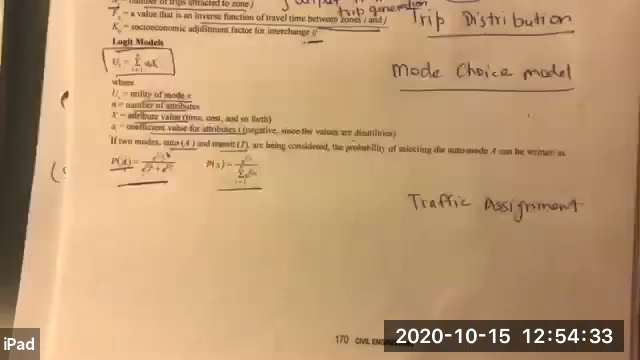 = number of trips attracted to zone j
output from
trip generation
Trip Distribution
F = a value that is an inverse function of travel time between zones i and j
K = socioeconomic adjustment factor for interchange ij
Logit Models
Mode Choice model
where
Uₓ = utility of mode x
n = number of attributes
X = attribute value (time, cost, and so forth)
aᵢ = coefficient value for attributes i (negative, since the values are disutilities)
If two modes, auto (A) and transit (T), are being considered, the probability of selecting the auto mode A can be written as
P(A) =
P(x) =
Traffic Assignment
170 CIVIL
iPad
2020-10-15 12:54:33